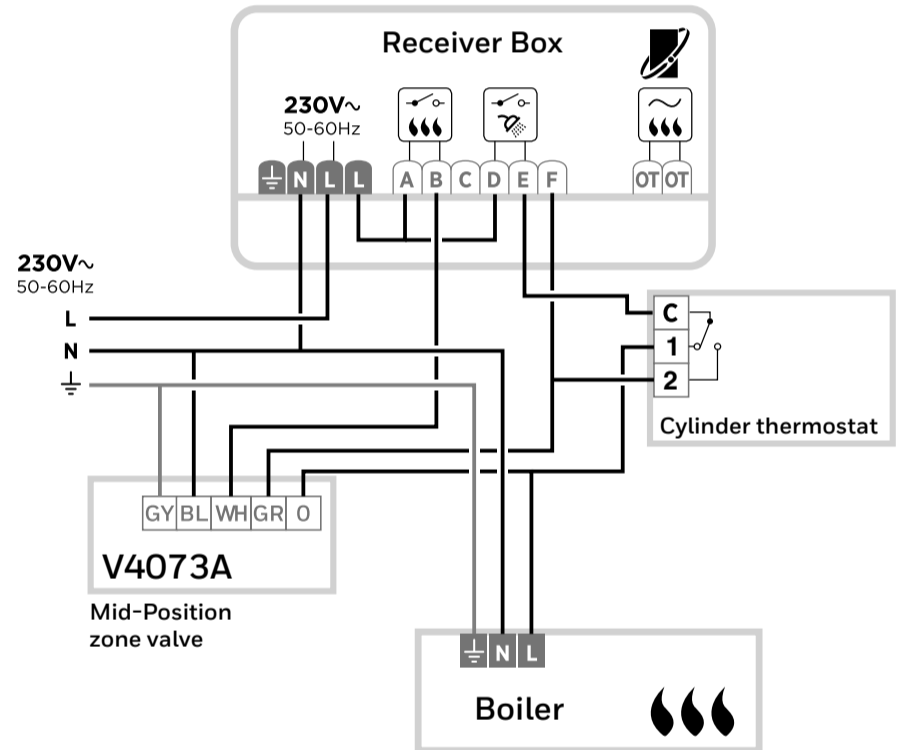 Receiver Box
230V~
50-60Hz
N L L A B C D E F OT OT
230V~
50-60Hz
L
N
C
1
2
Cylinder thermostat
GY BL WH GR O
V4073A
Mid-Position
zone valve
N L
Boiler